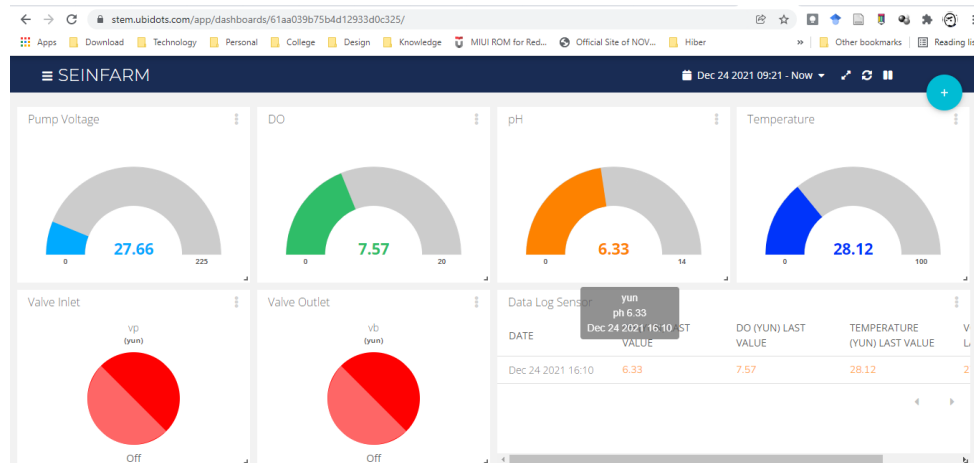 stem.ubidots.com/app/dashboards/61aa039b75b4d12933d0c325/
Apps Download Technology Personal College Design Knowledge MIUI ROM for Red... Official Site of NOV... Hiber » Other bookmarks Reading lis
SEINFARM Dec 24 2021 09:21 - Now
+
Pump Voltage
27.66
0 225
DO
7.57
0 20
pH
6.33
0 14
Temperature
28.12
0 100
Valve Inlet
vp
(yun)
Off
Valve Outlet
vb
(yun)
Off
Data Log Sensor
yun
ph 6.33
Dec 24 2021 16:10
DATE AST VALUE DO (YUN) LAST VALUE TEMPERATURE (YUN) LAST VALUE V
Dec 24 2021 16:10 6.33 7.57 28.12 2